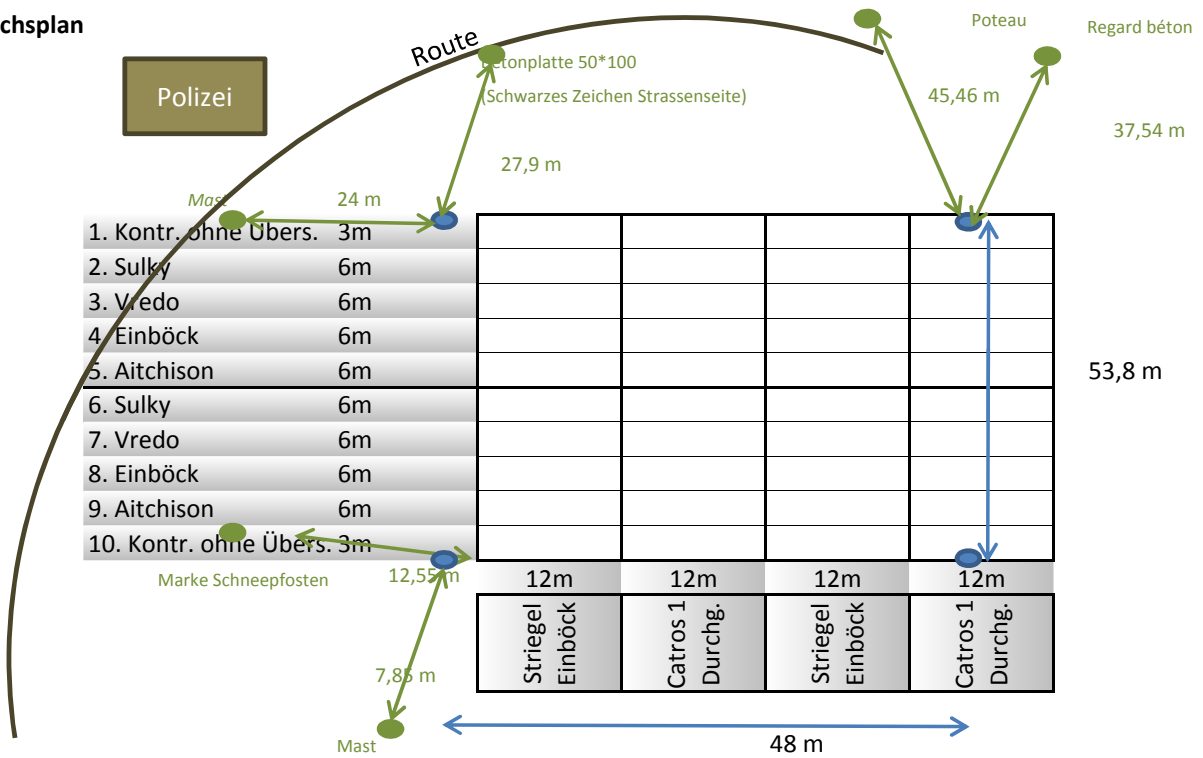 chsplan
Poteau
Regard béton
Route
Betonplatte 50*100
(Schwarzes Zeichen Strassenseite)
Polizei
45,46 m
37,54 m
27,9 m
Mast
24 m
1. Kontr. ohne Übers. 3m
2. Sulky 6m
3. Vredo 6m
4. Einböck 6m
5. Aitchison 6m
53,8 m
6. Sulky 6m
7. Vredo 6m
8. Einböck 6m
9. Aitchison 6m
10. Kontr. ohne Übers. 3m
Marke Schneepfosten
12,55 m
12m 12m 12m 12m
Striegel
Einböck
Catros 1
Durchg.
Striegel
Einböck
Catros 1
Durchg.
7,85 m
Mast
48 m